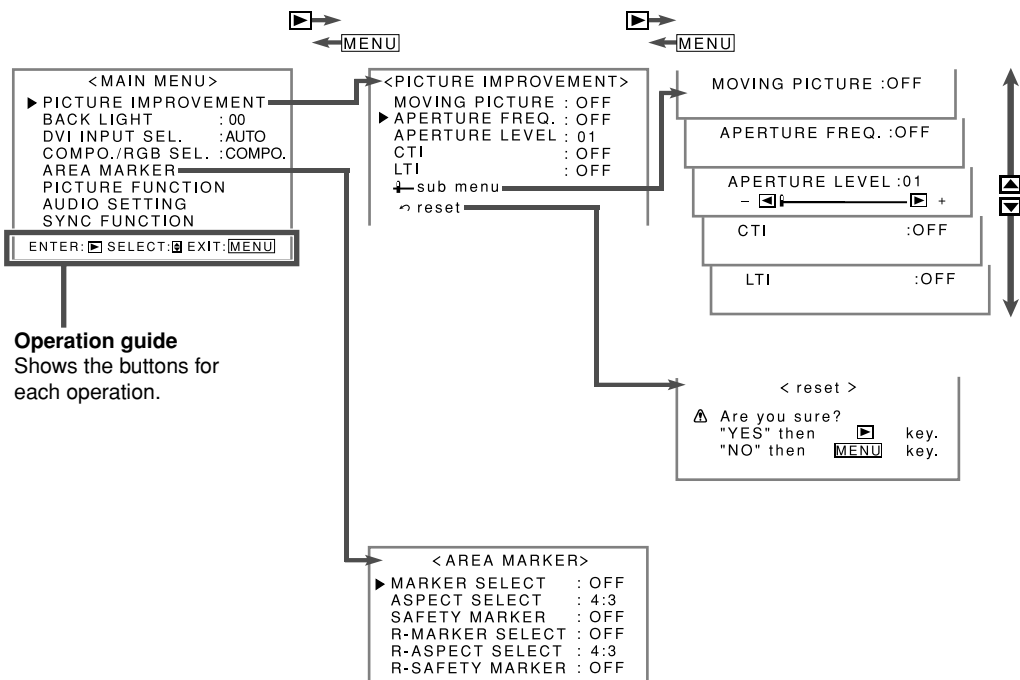 MENU
MENU
<MAIN MENU>
PICTURE IMPROVEMENT
BACK LIGHT : 00
DVI INPUT SEL. :AUTO
COMPO./RGB SEL. :COMPO.
AREA MARKER
PICTURE FUNCTION
AUDIO SETTING
SYNC FUNCTION
ENTER: SELECT: EXIT:MENU
Operation guide
Shows the buttons for
each operation.
<PICTURE IMPROVEMENT>
MOVING PICTURE : OFF
APERTURE FREQ. : OFF
APERTURE LEVEL : 01
CTI : OFF
LTI : OFF
sub menu
reset
MOVING PICTURE :OFF
APERTURE FREQ. :OFF
APERTURE LEVEL :01
– +
CTI :OFF
LTI :OFF
< reset >
Are you sure?
"YES" then key.
"NO" then MENU key.
<AREA MARKER>
MARKER SELECT : OFF
ASPECT SELECT : 4:3
SAFETY MARKER : OFF
R-MARKER SELECT : OFF
R-ASPECT SELECT : 4:3
R-SAFETY MARKER : OFF